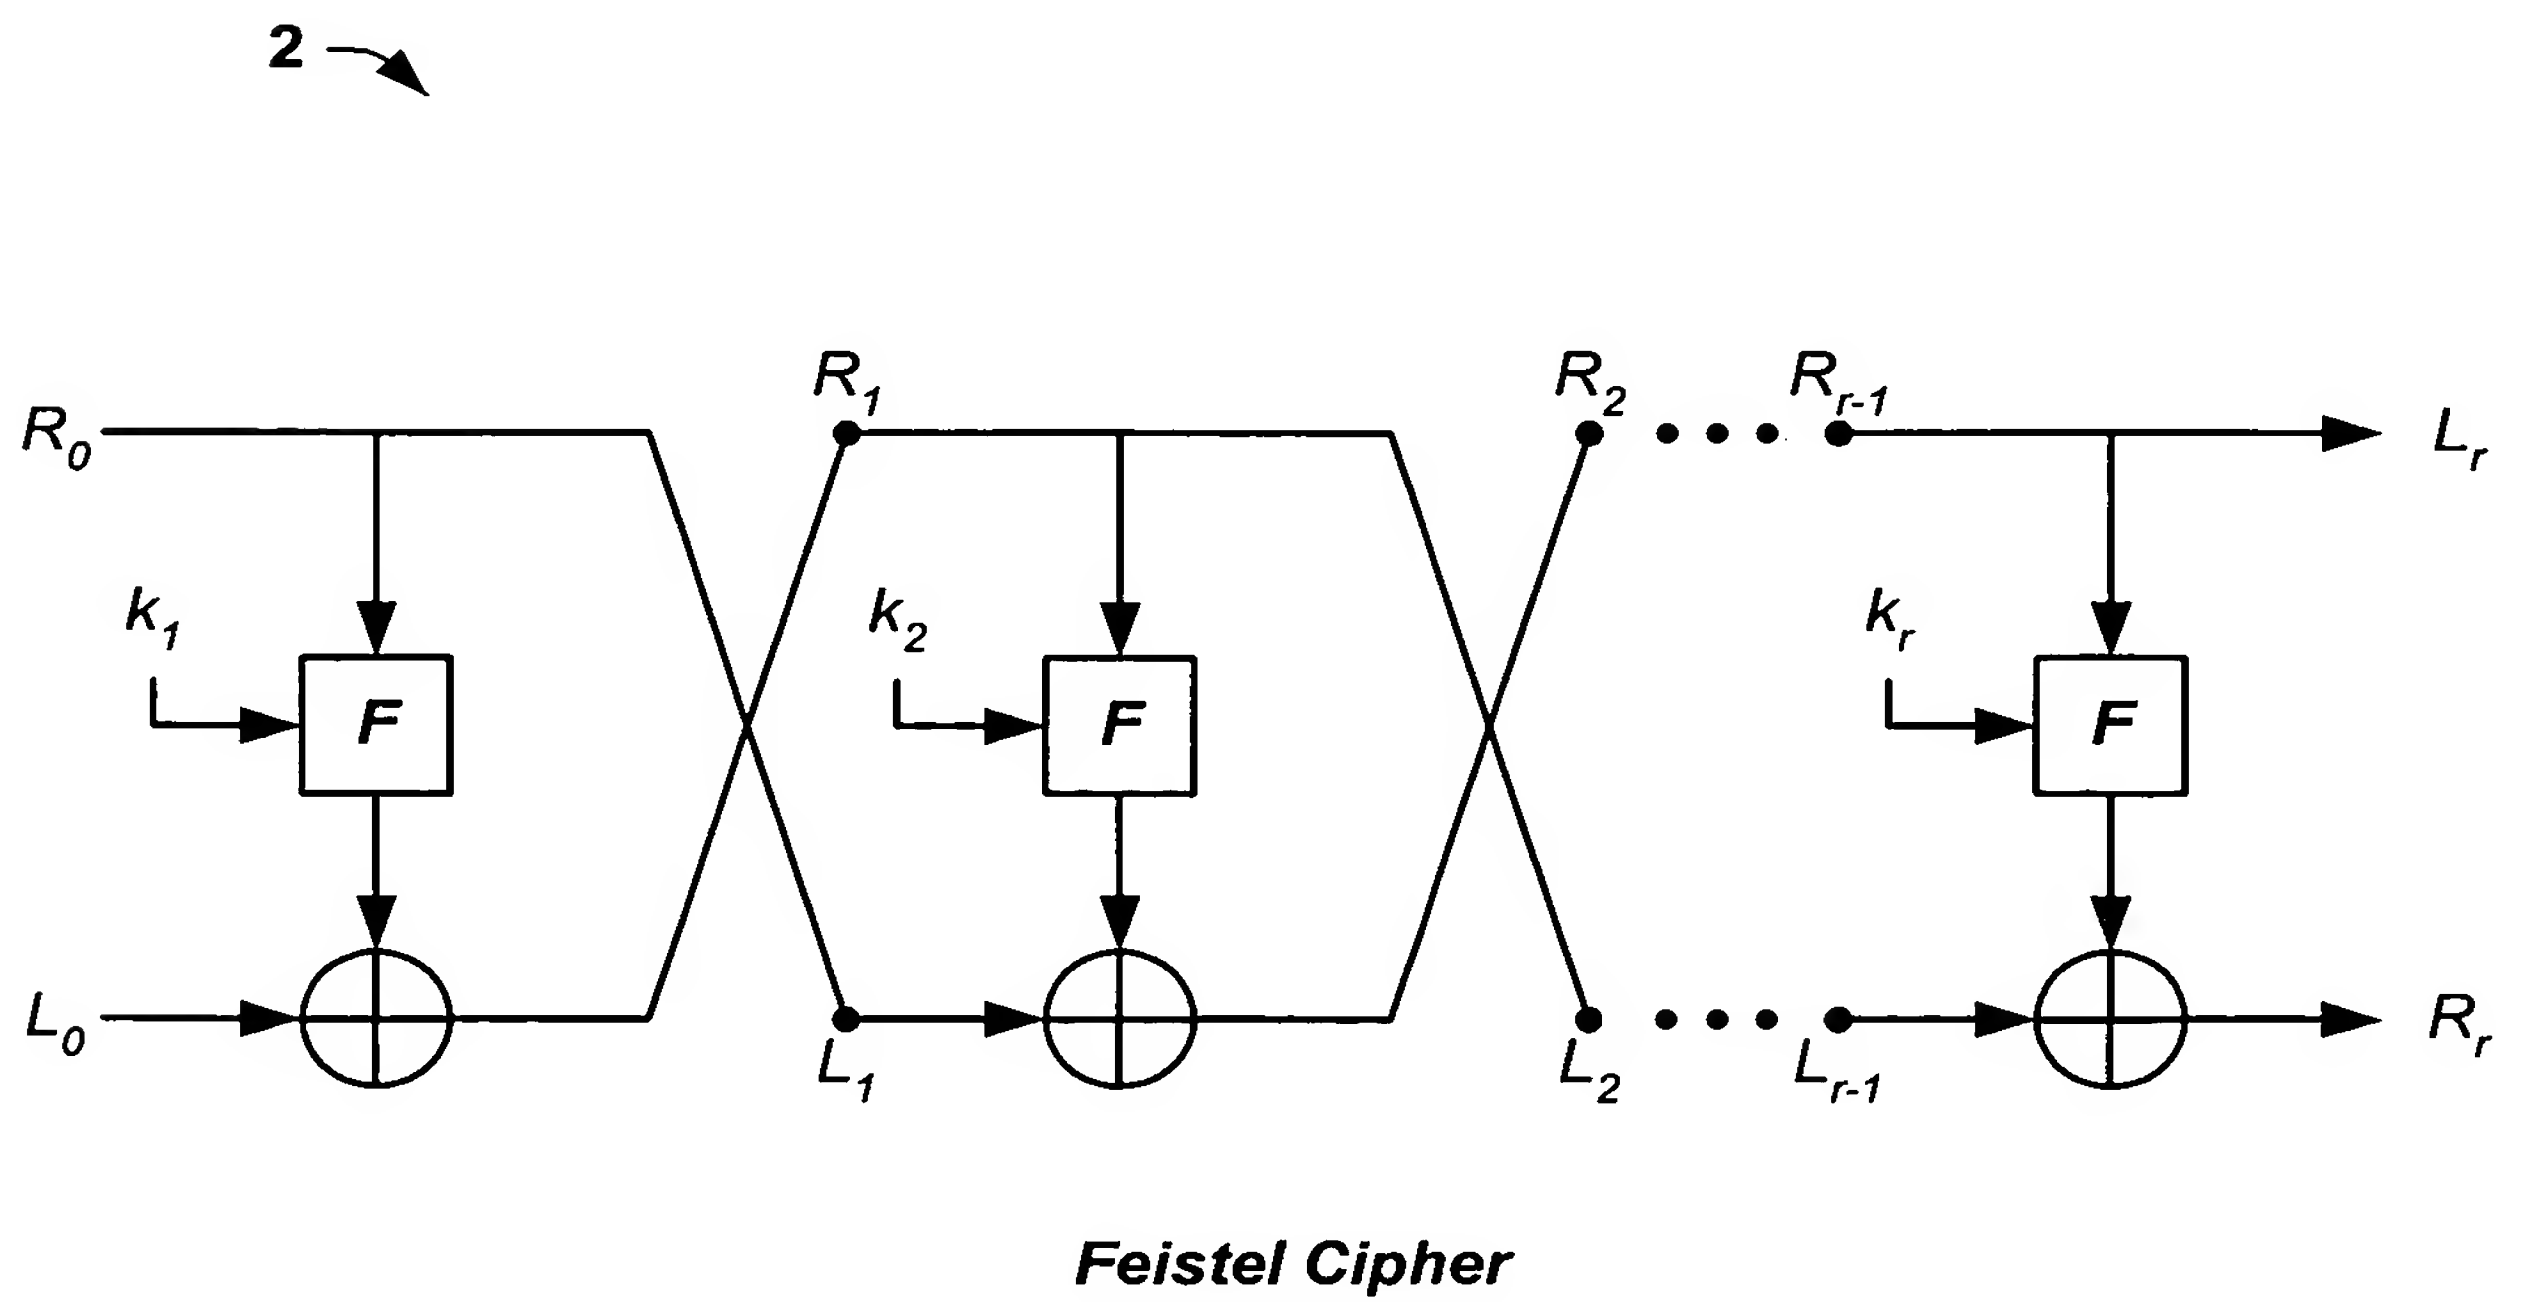 2
R1 R2 Rr-1
R0 Lr
k1 k2 kr
F F F
L0 Rr
L1 L2 Lr-1
Feistel Cipher